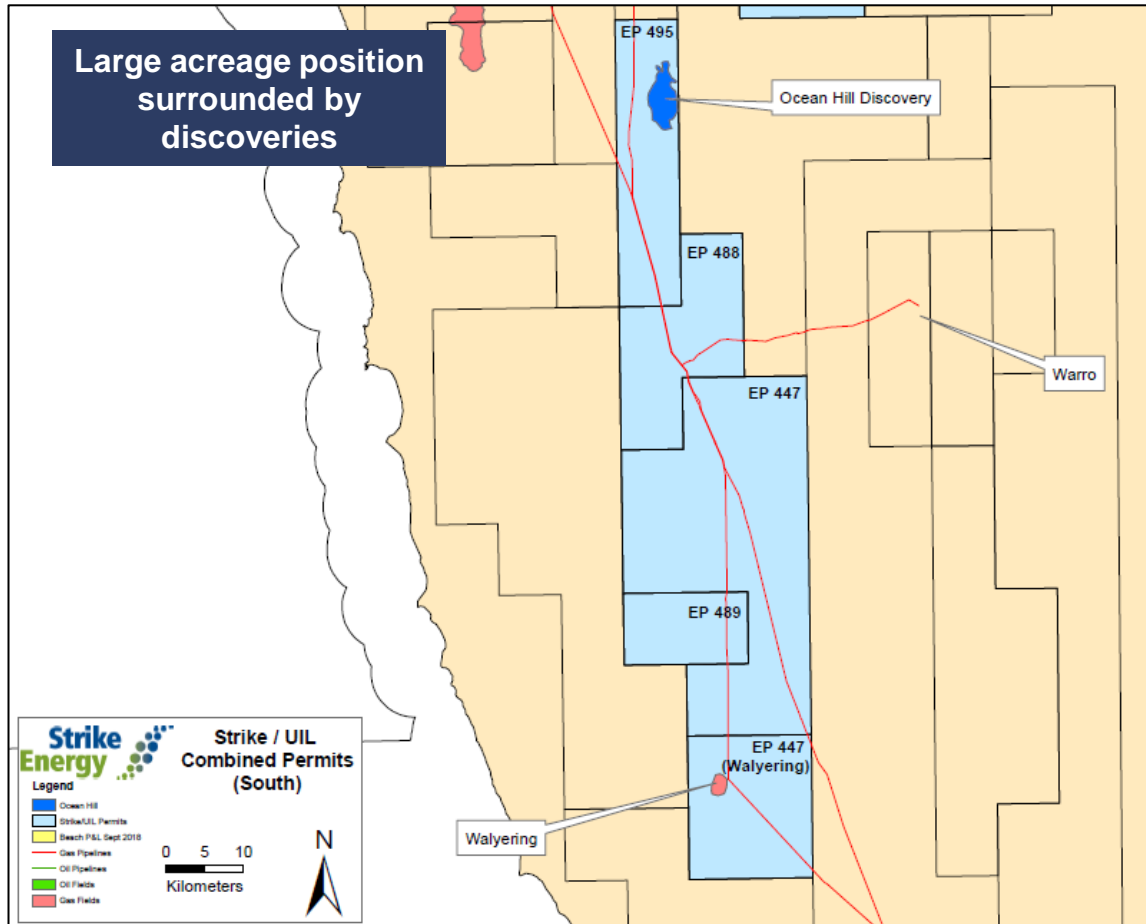 Large acreage position
surrounded by
discoveries
EP 495
Ocean Hill Discovery
EP 488
Warro
EP 447
EP 489
EP 447
(Walyering)
Walyering
Strike
Energy
Strike / UIL
Combined Permits
(South)
Legend
Ocean Hill
Strike/UIL Permits
Beach P&L Sept 2018
Gas Pipelines
Oil Pipelines
Oil Fields
Gas Fields
0 5 10
Kilometers
N